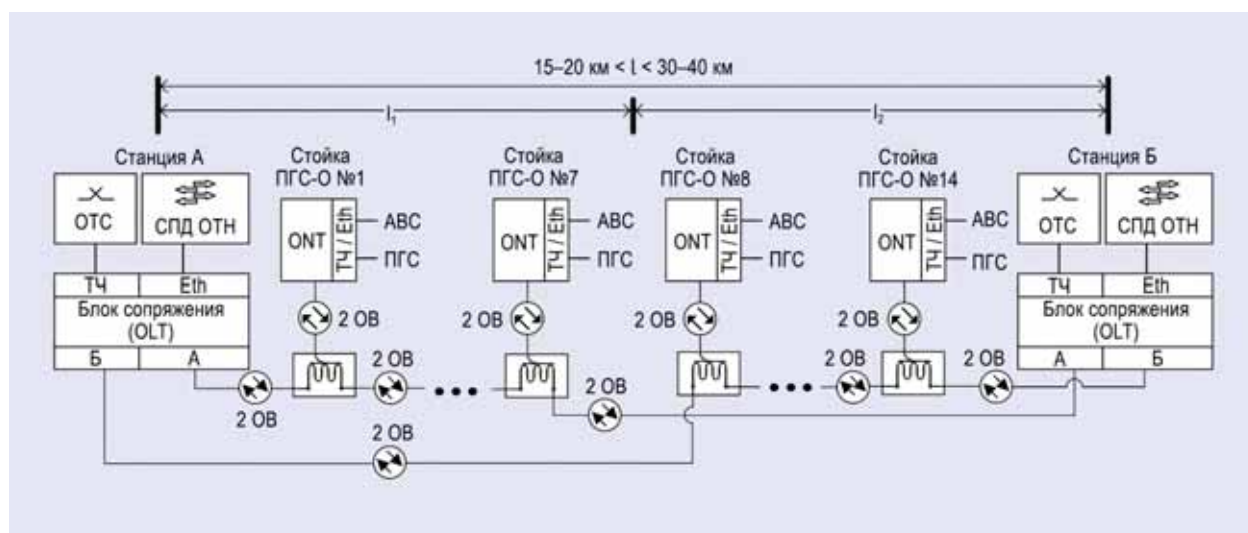 15–20 км < l < 30–40 км
l₁
l₂
Станция А
Стойка
ПГС-О №1
Стойка
ПГС-О №7
Стойка
ПГС-О №8
Стойка
ПГС-О №14
Станция Б
ОТС
СПД ОТН
ONT
ТЧ / Eth
АВС
ПГС
ONT
ТЧ / Eth
АВС
ПГС
ONT
ТЧ / Eth
АВС
ПГС
ONT
ТЧ / Eth
АВС
ПГС
ОТС
СПД ОТН
ТЧ
Eth
Блок сопряжения
(OLT)
Б
А
ТЧ
Eth
Блок сопряжения
(OLT)
А
Б
2 ОВ
2 ОВ
2 ОВ
2 ОВ
2 ОВ
2 ОВ
2 ОВ
2 ОВ
2 ОВ
2 ОВ
2 ОВ